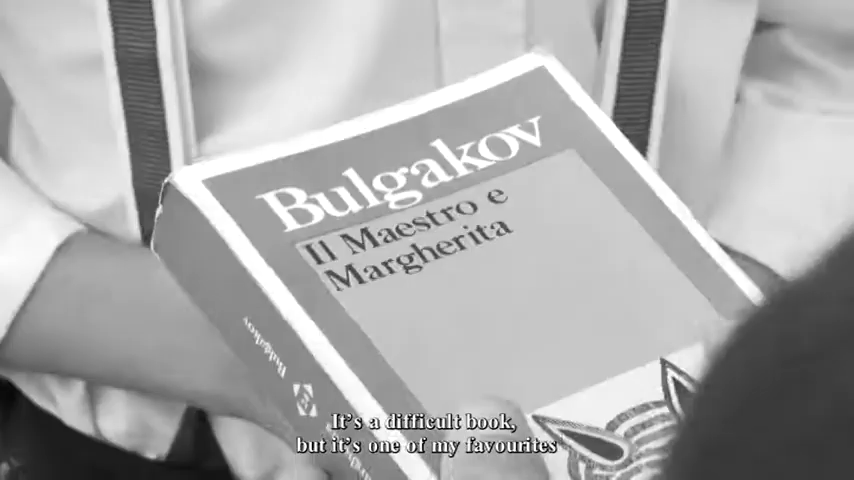 Bulgakov
Il Maestro e
Margherita
Bulgakov
It's a difficult book,
but it's one of my favourites